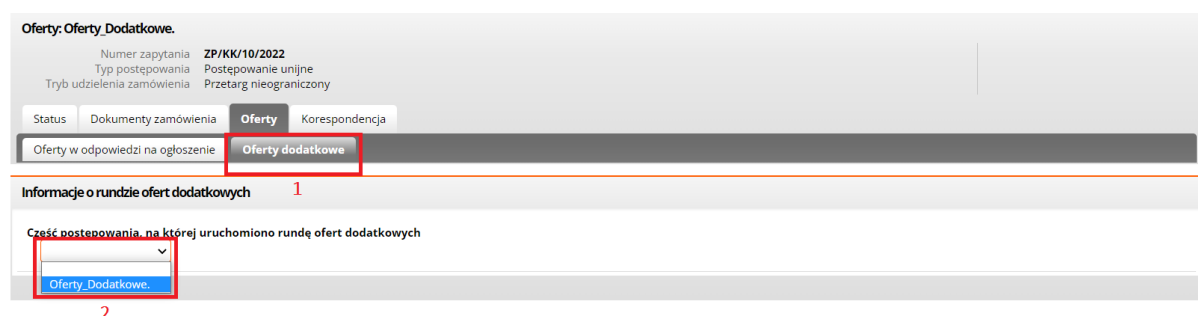 Oferty: Oferty_Dodatkowe.
Numer zapytania ZP/KK/10/2022
Typ postępowania Postępowanie unijne
Tryb udzielenia zamówienia Przetarg nieograniczony
Status Dokumenty zamówienia Oferty Korespondencja
Oferty w odpowiedzi na ogłoszenie Oferty dodatkowe
1
Informacje o rundzie ofert dodatkowych
Część postępowania, na której uruchomiono rundę ofert dodatkowych
Oferty_Dodatkowe.
2